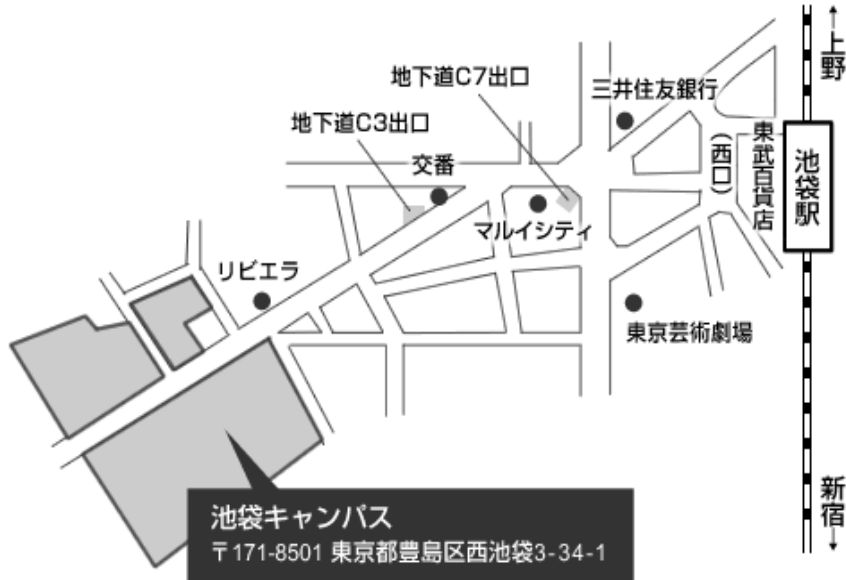 上野
地下道C7出口
三井住友銀行
地下道C3出口
東武百貨店
(西口)
池袋駅
交番
マルイシティ
リビエラ
東京芸術劇場
新宿
池袋キャンパス
〒171-8501 東京都豊島区西池袋3-34-1